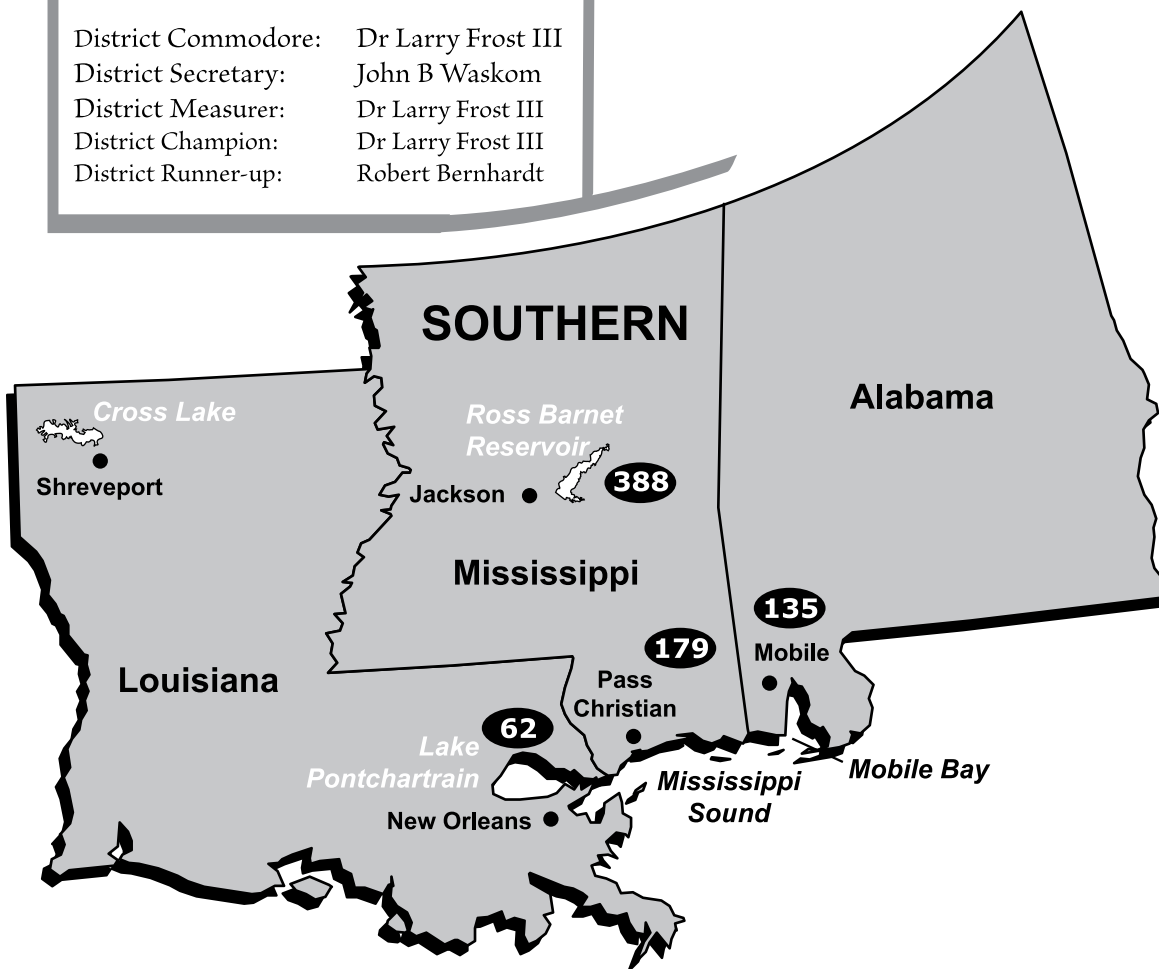 District Commodore: Dr Larry Frost III
District Secretary: John B Waskom
District Measurer: Dr Larry Frost III
District Champion: Dr Larry Frost III
District Runner-up: Robert Bernhardt
SOUTHERN
Alabama
Cross Lake
Shreveport
Ross Barnet
Reservoir
388
Jackson
Mississippi
135
Mobile
179
Pass
Christian
Louisiana
62
Lake
Pontchartrain
New Orleans
Mississippi
Sound
Mobile Bay